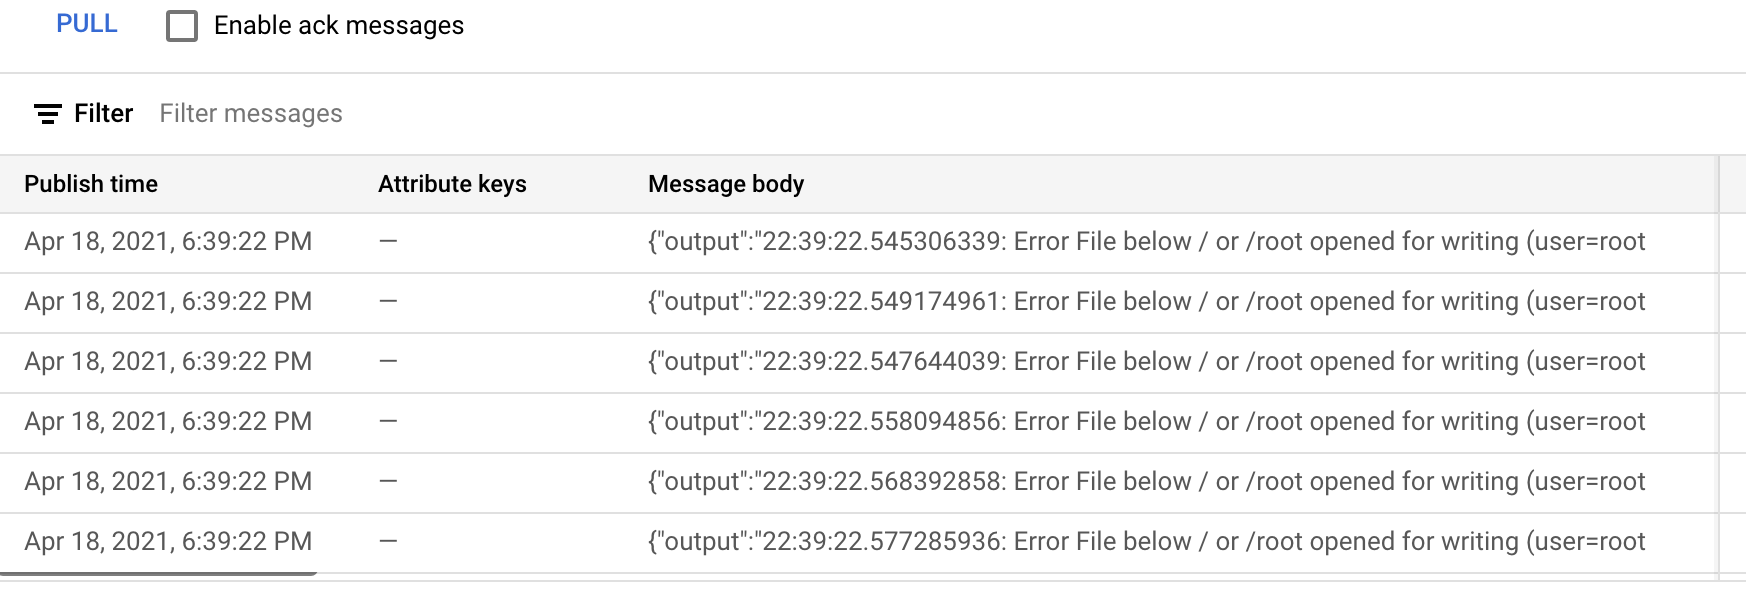 PULL Enable ack messages
Filter Filter messages
Publish time Attribute keys Message body
Apr 18, 2021, 6:39:22 PM — {"output":"22:39:22.545306339: Error File below / or /root opened for writing (user=root
Apr 18, 2021, 6:39:22 PM — {"output":"22:39:22.549174961: Error File below / or /root opened for writing (user=root
Apr 18, 2021, 6:39:22 PM — {"output":"22:39:22.547644039: Error File below / or /root opened for writing (user=root
Apr 18, 2021, 6:39:22 PM — {"output":"22:39:22.558094856: Error File below / or /root opened for writing (user=root
Apr 18, 2021, 6:39:22 PM — {"output":"22:39:22.568392858: Error File below / or /root opened for writing (user=root
Apr 18, 2021, 6:39:22 PM — {"output":"22:39:22.577285936: Error File below / or /root opened for writing (user=root